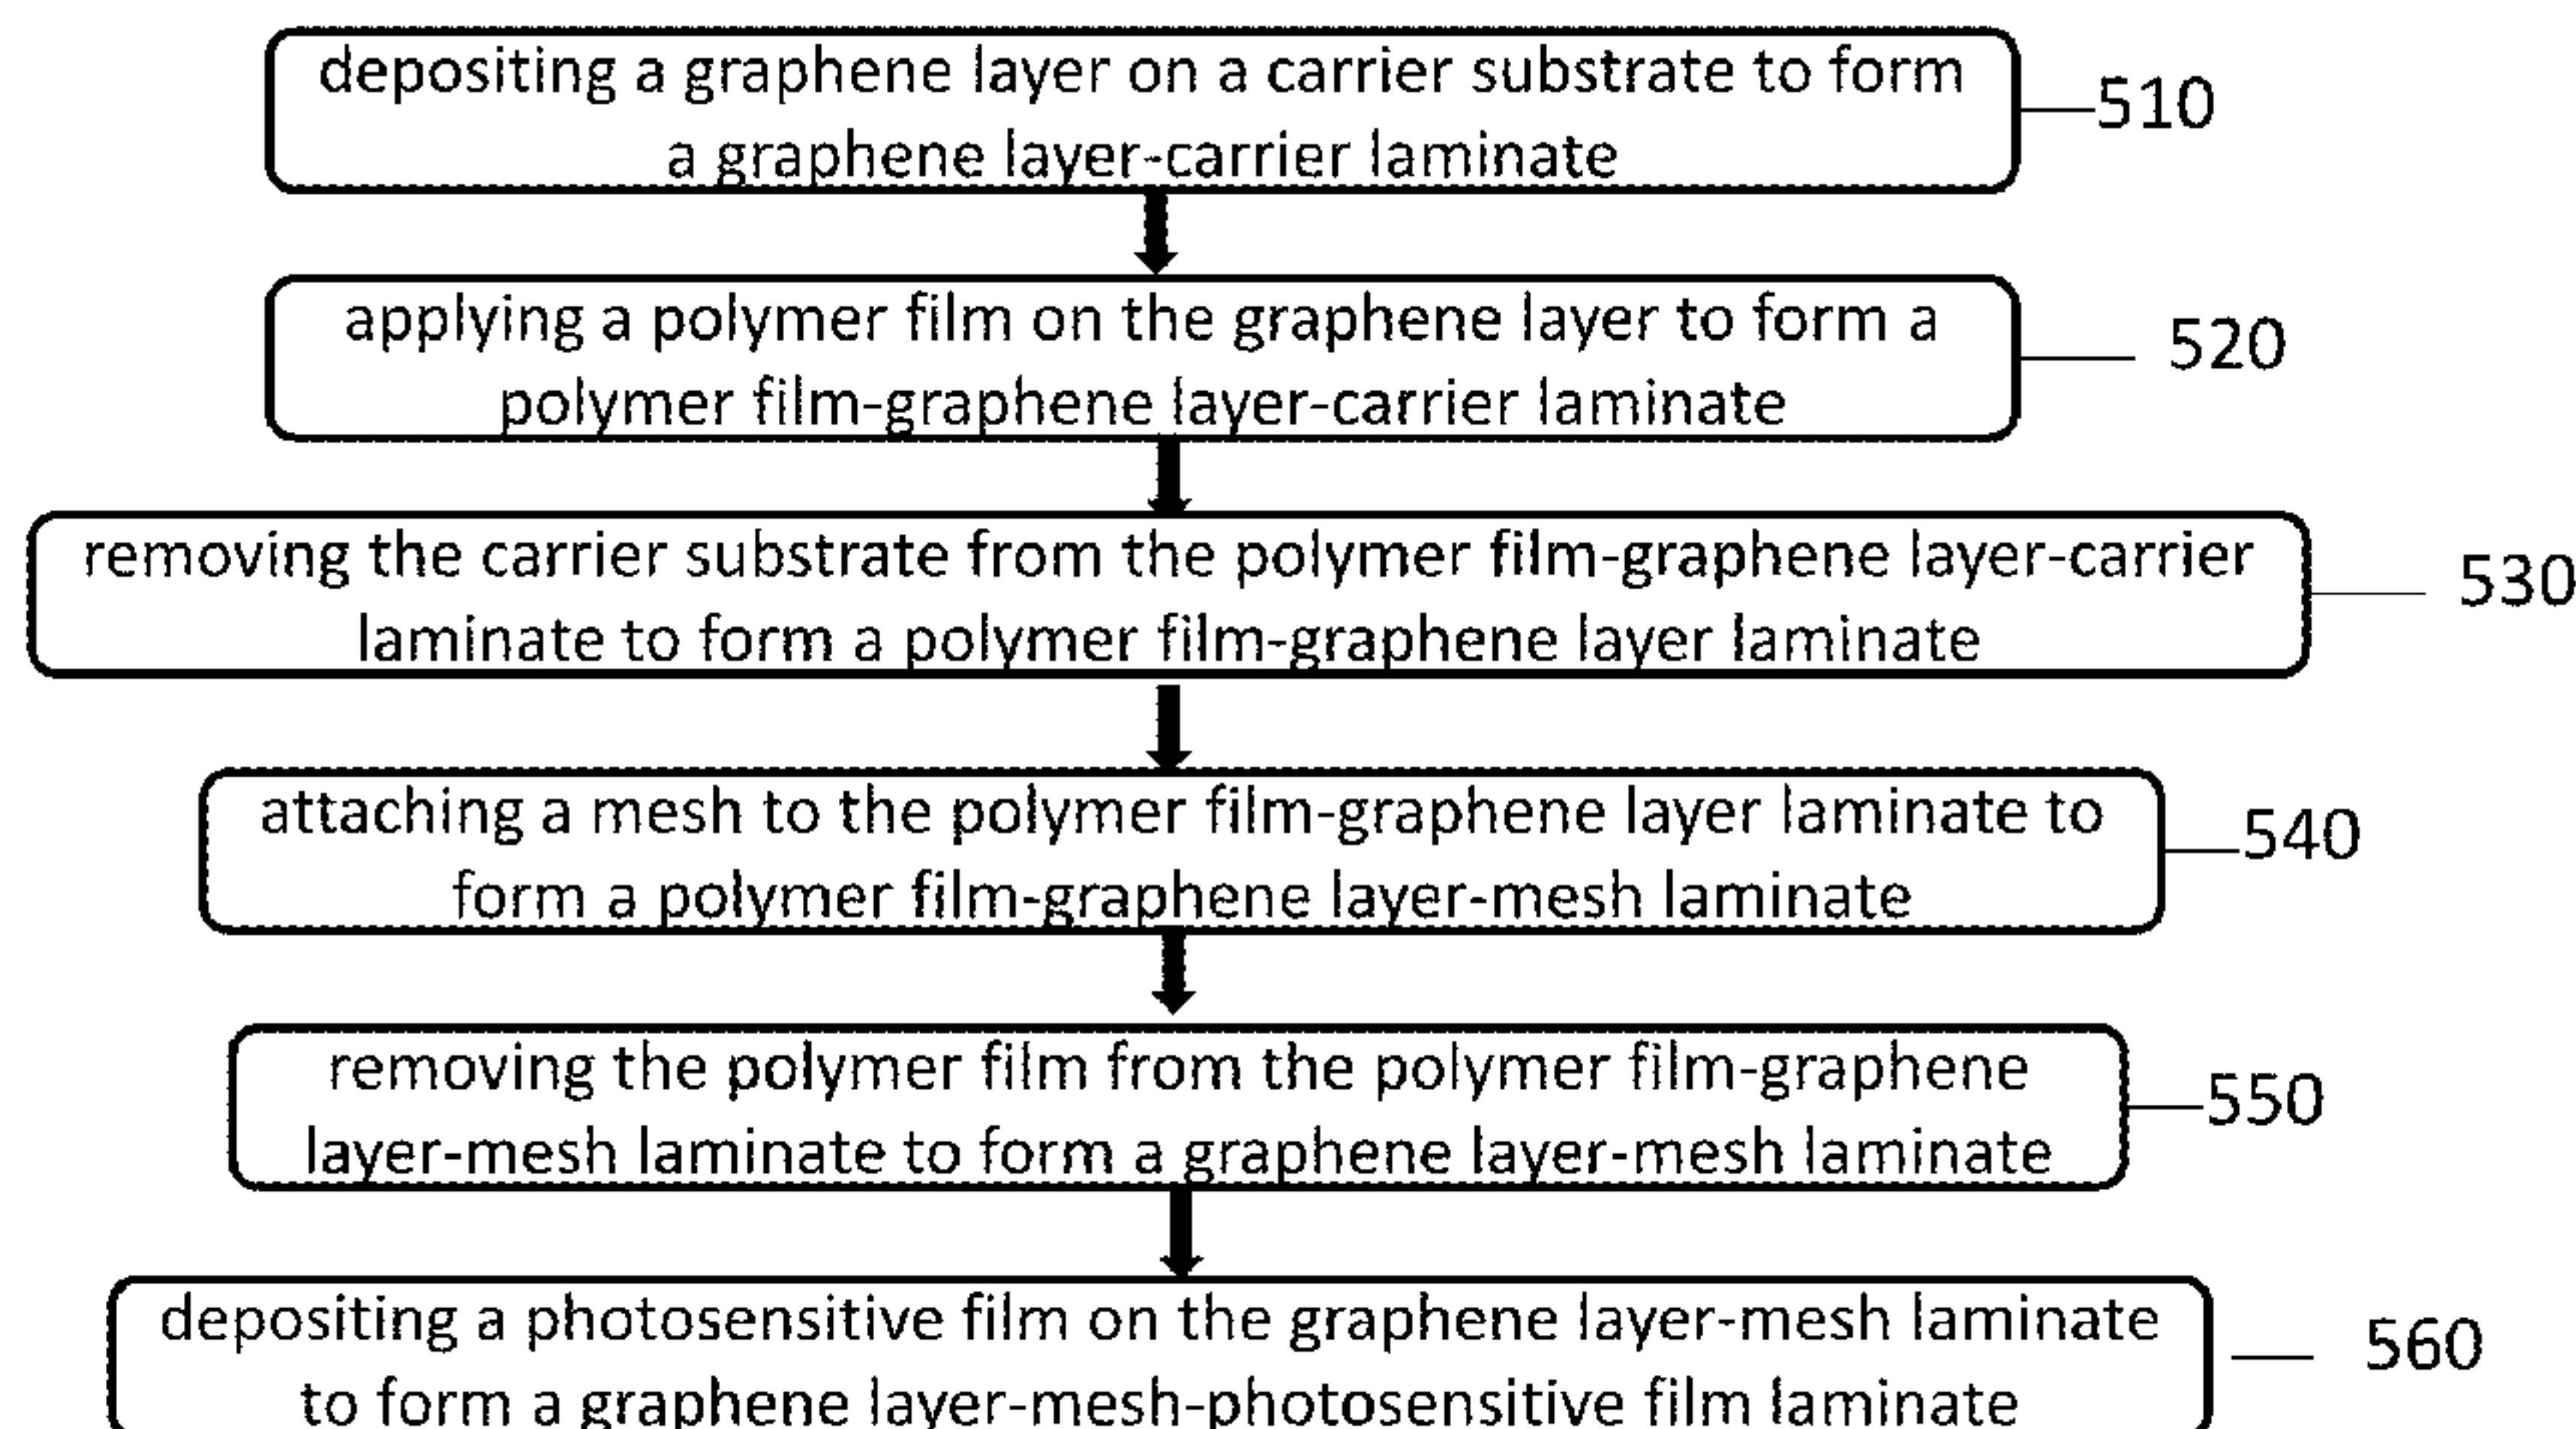 depositing a graphene layer on a carrier substrate to form
a graphene layer-carrier laminate
510
applying a polymer film on the graphene layer to form a
polymer film-graphene layer-carrier laminate
520
removing the carrier substrate from the polymer film-graphene layer-carrier
laminate to form a polymer film-graphene layer laminate
530
attaching a mesh to the polymer film-graphene layer laminate to
form a polymer film-graphene layer-mesh laminate
540
removing the polymer film from the polymer film-graphene
layer-mesh laminate to form a graphene layer-mesh laminate
550
depositing a photosensitive film on the graphene layer-mesh laminate
to form a graphene layer-mesh-photosensitive film laminate
560